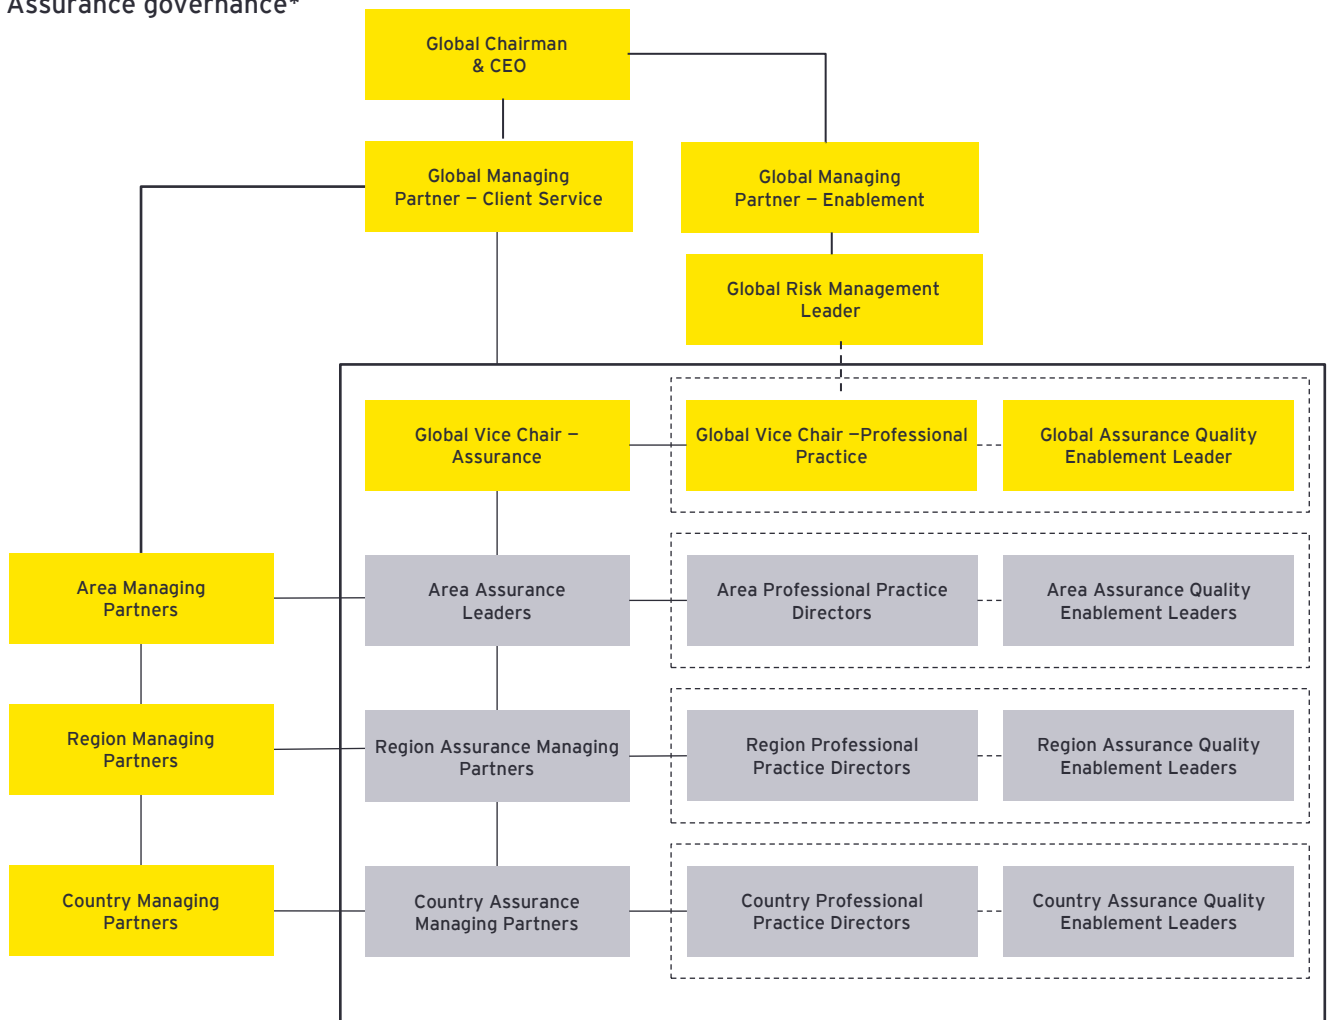 Assurance governance*
Global Chairman
& CEO
Global Managing
Partner – Client Service
Global Managing
Partner – Enablement
Global Risk Management
Leader
Global Vice Chair –
Assurance
Global Vice Chair –Professional
Practice
Global Assurance Quality
Enablement Leader
Area Managing
Partners
Area Assurance
Leaders
Area Professional Practice
Directors
Area Assurance Quality
Enablement Leaders
Region Managing
Partners
Region Assurance Managing
Partners
Region Professional
Practice Directors
Region Assurance Quality
Enablement Leaders
Country Managing
Partners
Country Assurance
Managing Partners
Country Professional
Practice Directors
Country Assurance Quality
Enablement Leaders